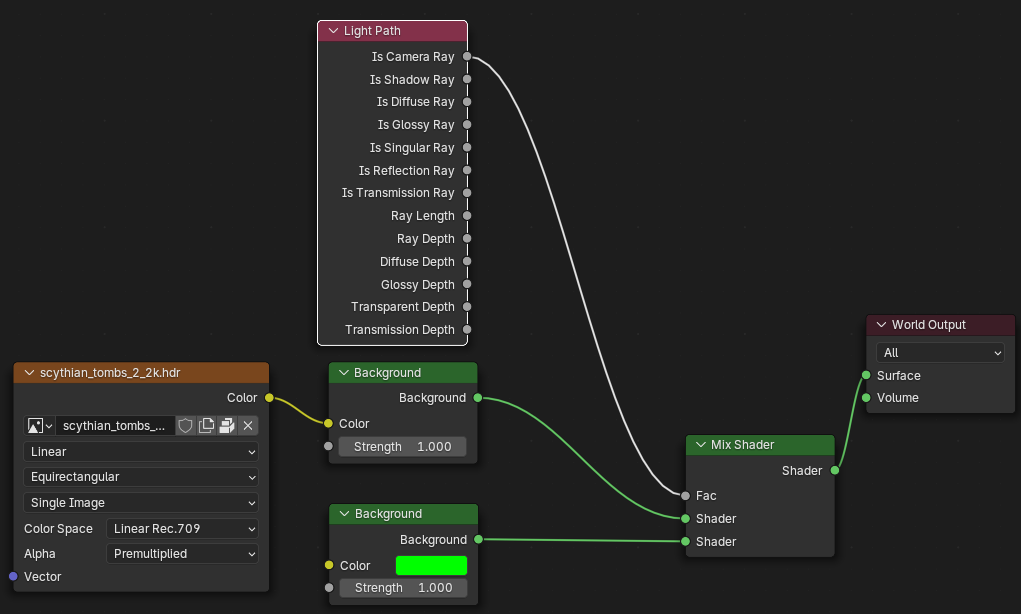 Light Path
Is Camera Ray
Is Shadow Ray
Is Diffuse Ray
Is Glossy Ray
Is Singular Ray
Is Reflection Ray
Is Transmission Ray
Ray Length
Ray Depth
Diffuse Depth
Glossy Depth
Transparent Depth
Transmission Depth
scythian_tombs_2_2k.hdr
Color
scythian_tombs_...
Linear
Equirectangular
Single Image
Color Space Linear Rec.709
Alpha Premultiplied
Vector
Background
Background
Color
Strength 1.000
Background
Background
Color
Strength 1.000
Mix Shader
Shader
Fac
Shader
Shader
World Output
All
Surface
Volume